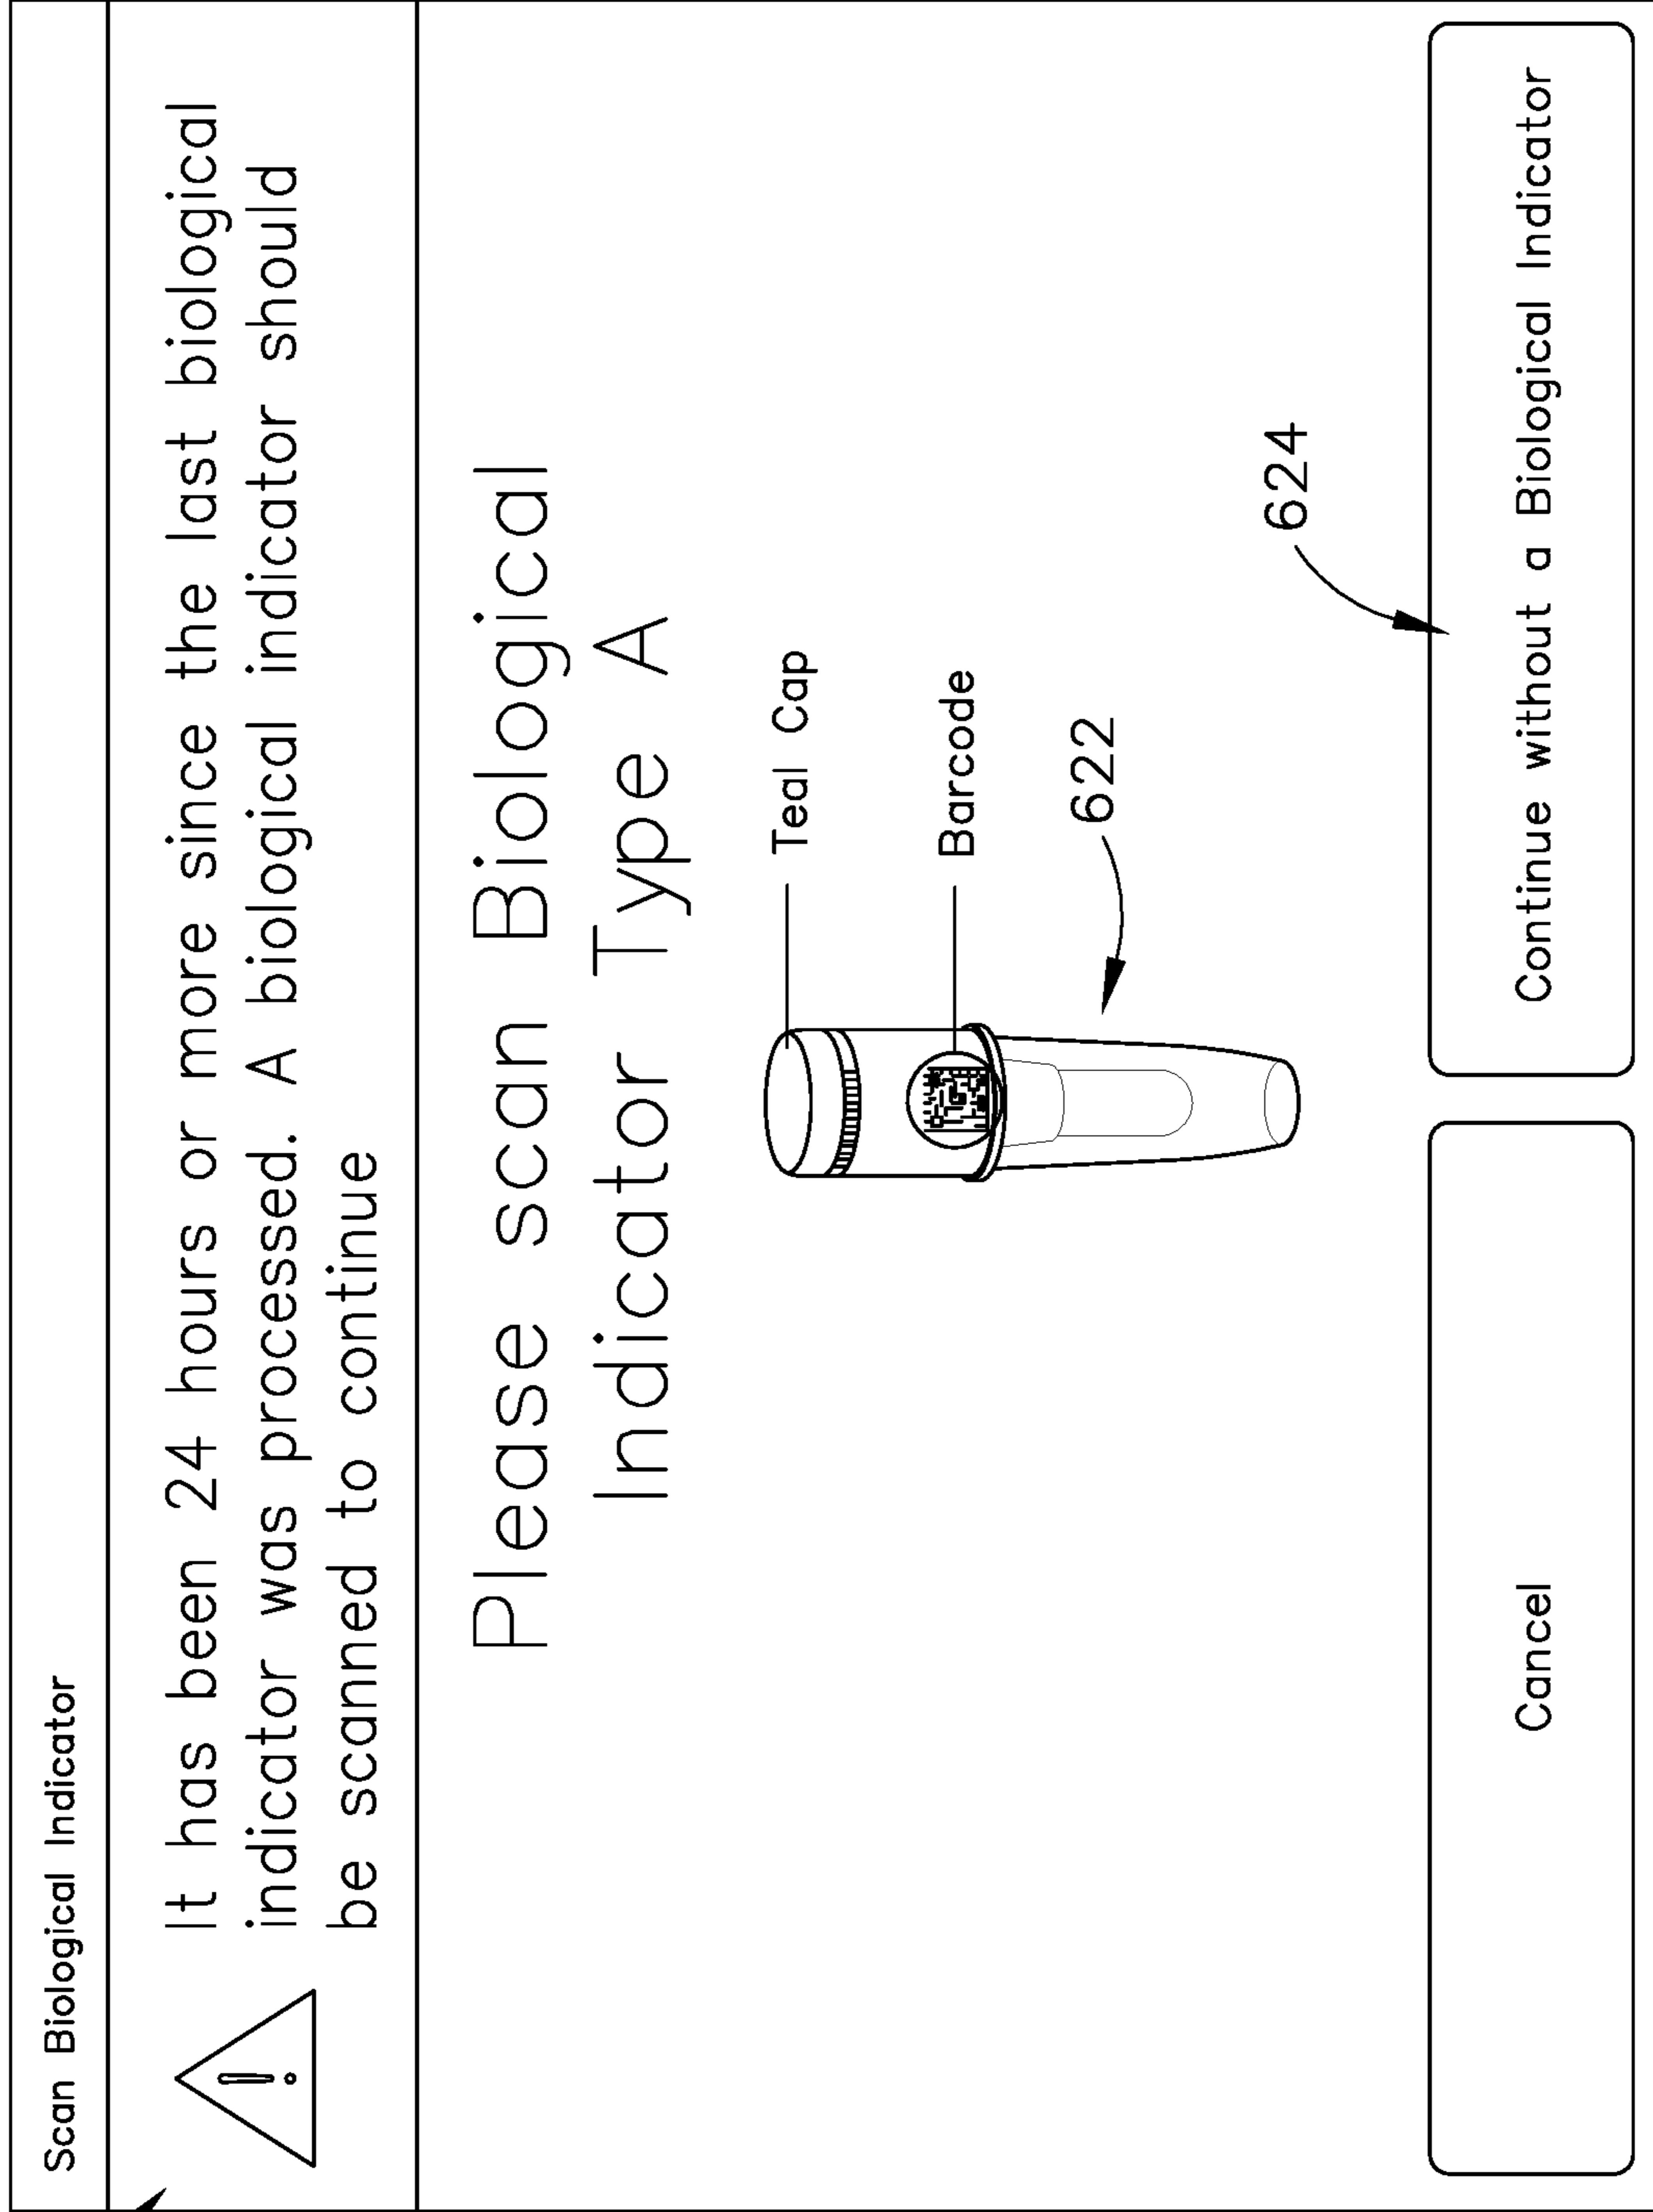 Scan Biological Indicator
It has been 24 hours or more since the last biological
indicator was processed. A biological indicator should
be scanned to continue
Please scan Biological
Indicator Type A
Teal Cap
Barcode
622
624
Cancel
Continue without a Biological Indicator